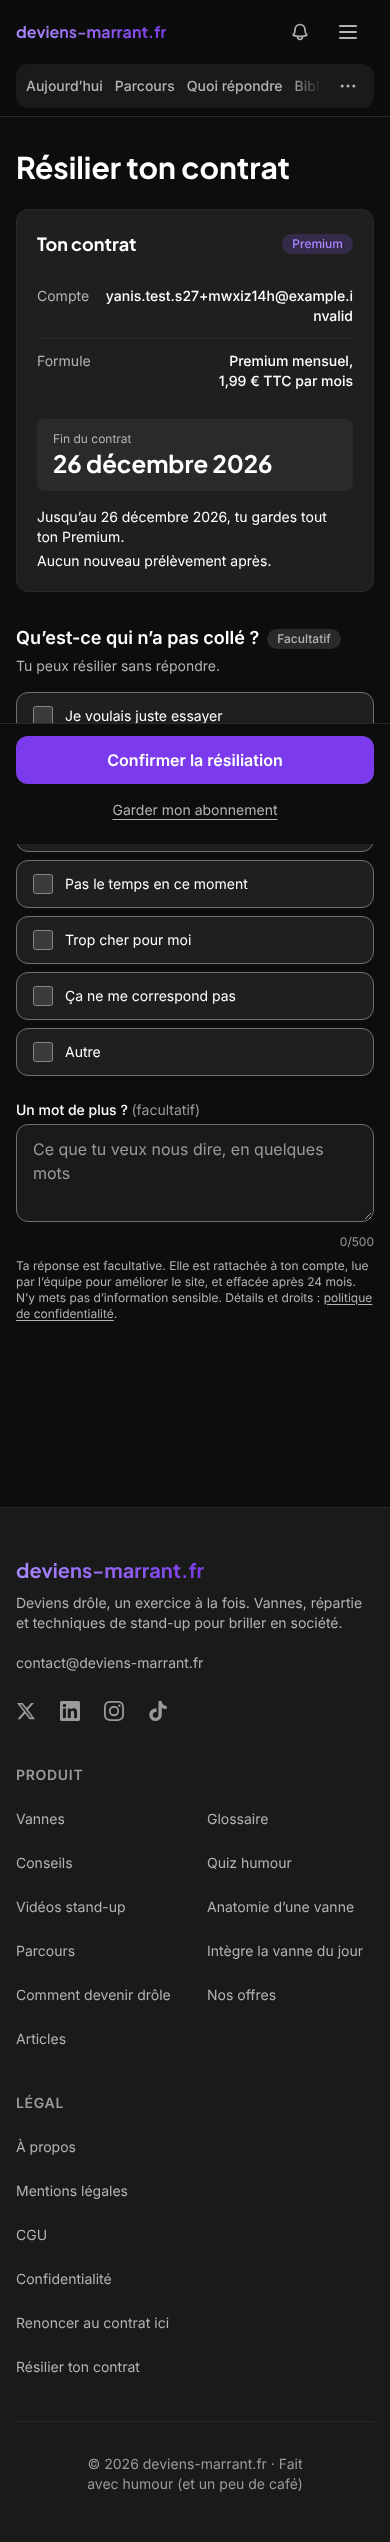 deviens-marrant.fr
Aujourd’hui Parcours Quoi répondre
Résilier ton contrat
Ton contrat Premium
Compte yanis.test.s27+mwxiz14h@example.i
nvalid
Formule Premium mensuel,
1,99 € TTC par mois
Fin du contrat
26 décembre 2026
Jusqu’au 26 décembre 2026, tu gardes tout
ton Premium.
Aucun nouveau prélèvement après.
Qu’est-ce qui n’a pas collé ? Facultatif
Tu peux résilier sans répondre.
Je voulais juste essayer
Confirmer la résiliation
Garder mon abonnement
Pas le temps en ce moment
Trop cher pour moi
Ça ne me correspond pas
Autre
Un mot de plus ? (facultatif)
Ce que tu veux nous dire, en quelques
mots
0/500
Ta réponse est facultative. Elle est rattachée à ton compte, lue
par l’équipe pour améliorer le site, et effacée après 24 mois.
N’y mets pas d’information sensible. Détails et droits : politique
de confidentialité.
deviens-marrant.fr
Deviens drôle, un exercice à la fois. Vannes, répartie
et techniques de stand-up pour briller en société.
contact@deviens-marrant.fr
PRODUIT
Vannes Glossaire
Conseils Quiz humour
Vidéos stand-up Anatomie d’une vanne
Parcours Intègre la vanne du jour
Comment devenir drôle Nos offres
Articles
LÉGAL
À propos
Mentions légales
CGU
Confidentialité
Renoncer au contrat ici
Résilier ton contrat
© 2026 deviens-marrant.fr · Fait
avec humour (et un peu de café)